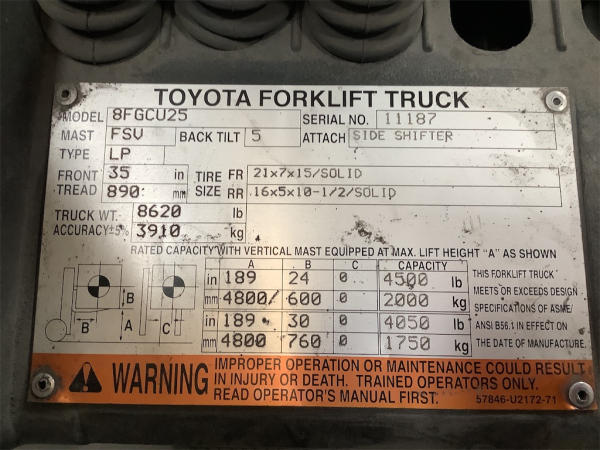 TOYOTA FORKLIFT TRUCK
MODEL 8FGCU25 SERIAL NO. 11187
MAST FSV BACK TILT 5 ATTACH SIDE SHIFTER
TYPE LP
FRONT 35 in TIRE FR 21x7x15/SOLID
TREAD 890 mm SIZE RR 16x5x10-1/2/SOLID
TRUCK WT. 8620 lb
ACCURACY±5% 3910 kg
RATED CAPACITY WITH VERTICAL MAST EQUIPPED AT MAX. LIFT HEIGHT "A" AS SHOWN
A B C CAPACITY
in 189 24 0 4500 lb
mm 4800/ 600 0 2000 kg
in 189 30 0 4050 lb
mm 4800 760 0 1750 kg
B A B C
THIS FORKLIFT TRUCK
MEETS OR EXCEEDS DESIGN
SPECIFICATIONS OF ASME/
ANSI B56.1 IN EFFECT ON
THE DATE OF MANUFACTURE.
WARNING
IMPROPER OPERATION OR MAINTENANCE COULD RESULT
IN INJURY OR DEATH. TRAINED OPERATORS ONLY.
READ OPERATOR'S MANUAL FIRST. 57846-U2172-71